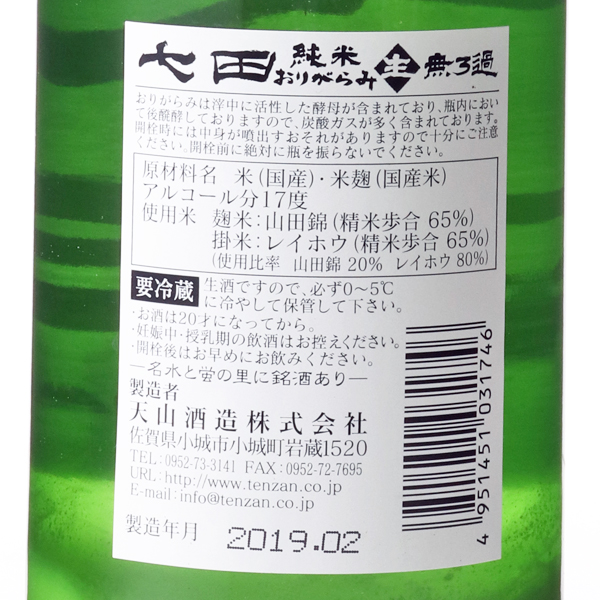 七田 純米 おりがらみ 生 無ろ過
おりがらみは滓中に活性した酵母が含まれており、瓶内におい
て後醗酵しておりますので、炭酸ガスが多く含まれております。
開栓時には中身が噴出すおそれがありますので十分にご注意
ください。開栓前に絶対に瓶を振らないでください。
原材料名 米(国産)・米麹(国産米)
アルコール分17度
使用米 麹米:山田錦(精米歩合 65%)
掛米:レイホウ(精米歩合 65%)
(使用比率 山田錦 20% レイホウ 80%)
要冷蔵 生酒ですので、必ず0~5℃
に冷やして保管して下さい。
・お酒は20才になってから。
・妊娠中・授乳期の飲酒はお控えください。
・開栓後はお早めにお飲みください。
―名水と蛍の里に銘酒あり―
製造者
天山酒造株式会社
佐賀県小城市小城町岩蔵1520
TEL:0952-73-3141 FAX:0952-72-7695
URL:http://www.tenzan.co.jp
E-mail:info@tenzan.co.jp
製造年月 2019.02
4 951451 031746